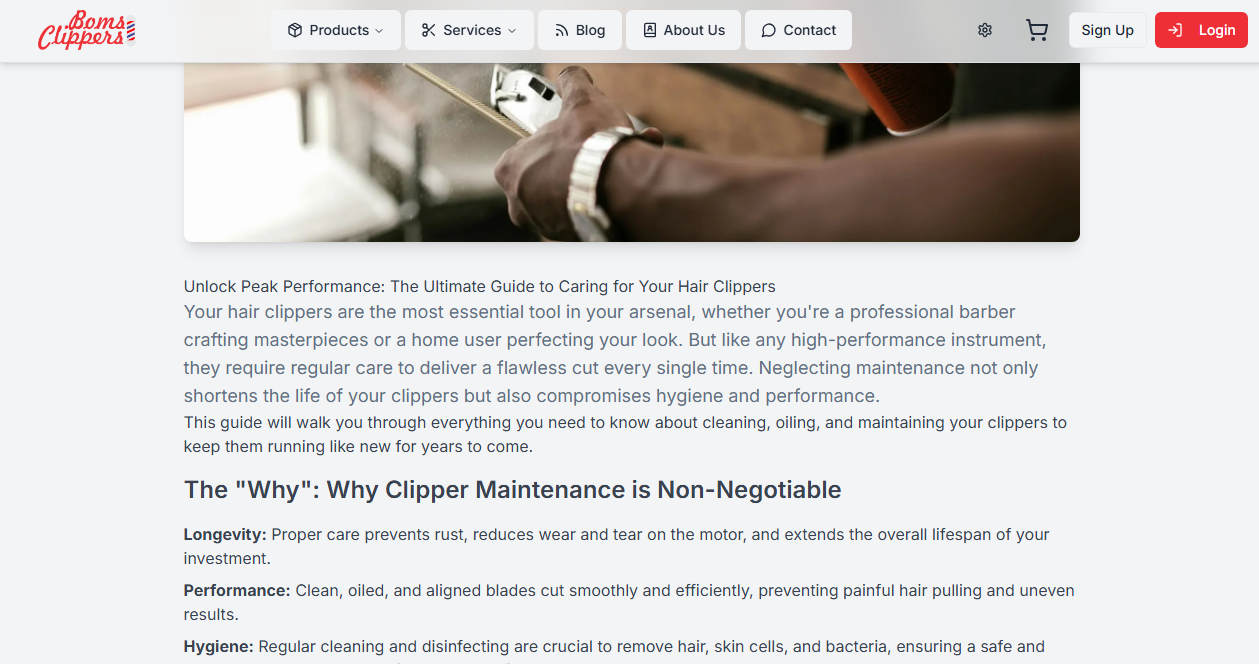 Boms
Clippers
Products
Services
Blog
About Us
Contact
Sign Up
Login
Unlock Peak Performance: The Ultimate Guide to Caring for Your Hair Clippers
Your hair clippers are the most essential tool in your arsenal, whether you're a professional barber
crafting masterpieces or a home user perfecting your look. But like any high-performance instrument,
they require regular care to deliver a flawless cut every single time. Neglecting maintenance not only
shortens the life of your clippers but also compromises hygiene and performance.
This guide will walk you through everything you need to know about cleaning, oiling, and maintaining your clippers to
keep them running like new for years to come.
The "Why": Why Clipper Maintenance is Non-Negotiable
Longevity: Proper care prevents rust, reduces wear and tear on the motor, and extends the overall lifespan of your
investment.
Performance: Clean, oiled, and aligned blades cut smoothly and efficiently, preventing painful hair pulling and uneven
results.
Hygiene: Regular cleaning and disinfecting are crucial to remove hair, skin cells, and bacteria, ensuring a safe and